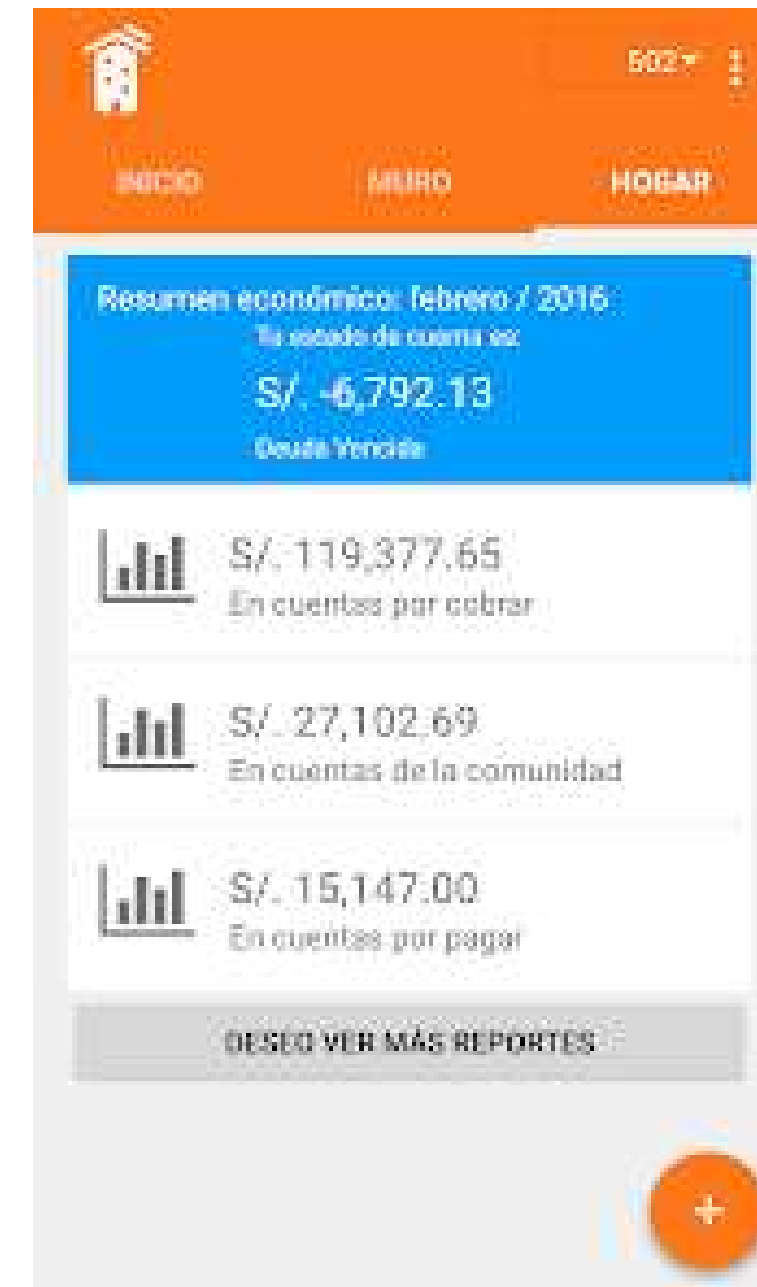 502
INICIO
MURO
HOGAR
Resumen económico: febrero / 2016
Tu estado de cuenta es:
S/. -6,792.13
Deuda Vencida
S/. 119,377.65
En cuentas por cobrar
S/. 27,102.69
En cuentas de la comunidad
S/. 15,147.00
En cuentas por pagar
DESEO VER MÁS REPORTES
+